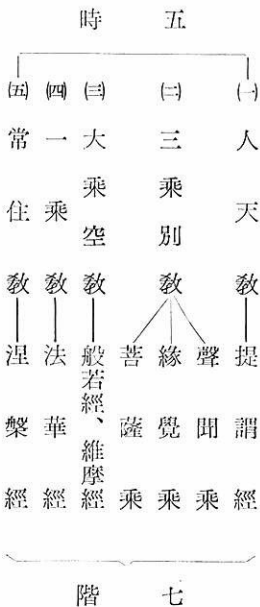 五時
㈠人天教 提謂經
㈡三乘別教 聲聞乘
緣覺乘
菩薩乘
㈢大乘空教 般若經、維摩經
㈣一乘教 法華經
㈤常住教 涅槃經
七階